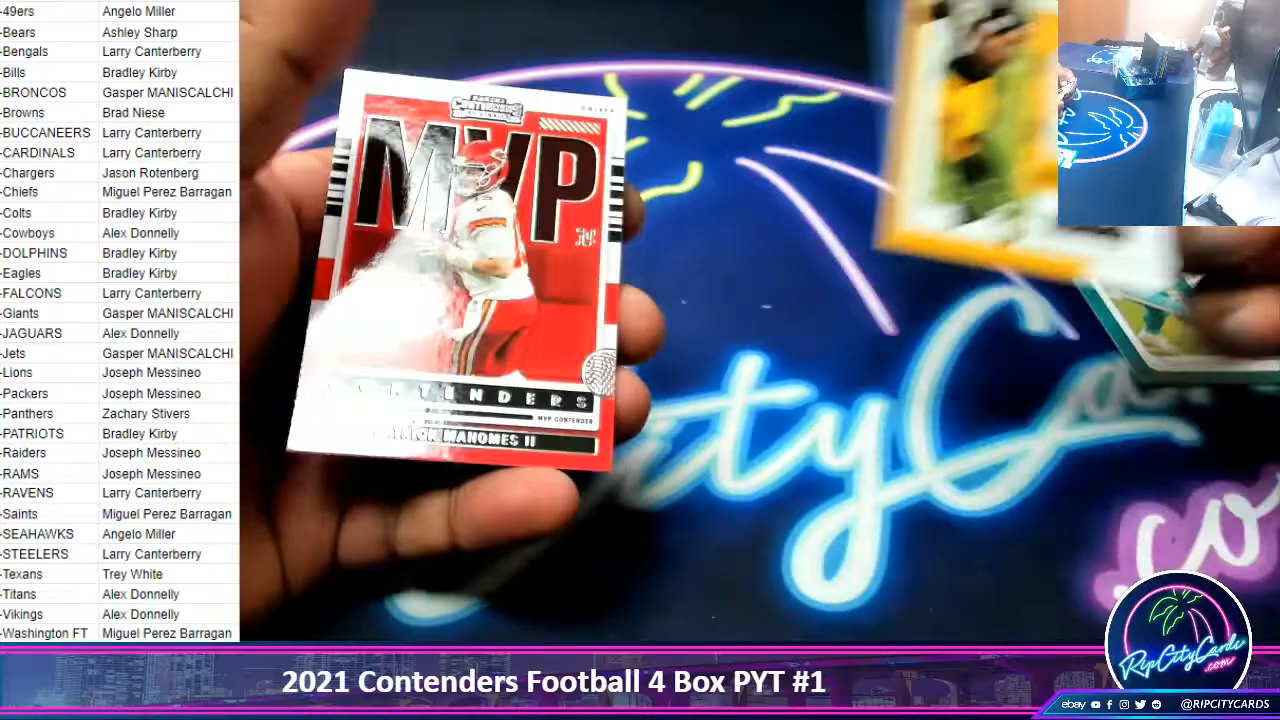 -49ers Angelo Miller
-Bears Ashley Sharp
-Bengals Larry Canterberry
-Bills Bradley Kirby
-BRONCOS Gasper MANISCALCHI
-Browns Brad Niese
-BUCCANEERS Larry Canterberry
-CARDINALS Larry Canterberry
-Chargers Jason Rotenberg
-Chiefs Miguel Perez Barragan
-Colts Bradley Kirby
-Cowboys Alex Donnelly
-DOLPHINS Bradley Kirby
-Eagles Bradley Kirby
-FALCONS Larry Canterberry
-Giants Gasper MANISCALCHI
-JAGUARS Alex Donnelly
-Jets Gasper MANISCALCHI
-Lions Joseph Messineo
-Packers Joseph Messineo
-Panthers Zachary Stivers
-PATRIOTS Bradley Kirby
-Raiders Joseph Messineo
-RAMS Joseph Messineo
-RAVENS Larry Canterberry
-Saints Miguel Perez Barragan
-SEAHAWKS Angelo Miller
-STEELERS Larry Canterberry
-Texans Trey White
-Titans Alex Donnelly
-Vikings Alex Donnelly
-Washington FT Miguel Perez Barragan
CONTENDERS
MVP
MVP CONTENDER
MAHOMES II
RipCityCards
.com
2021 Contenders Football 4 Box PYT #1
ebay @RIPCITYCARDS